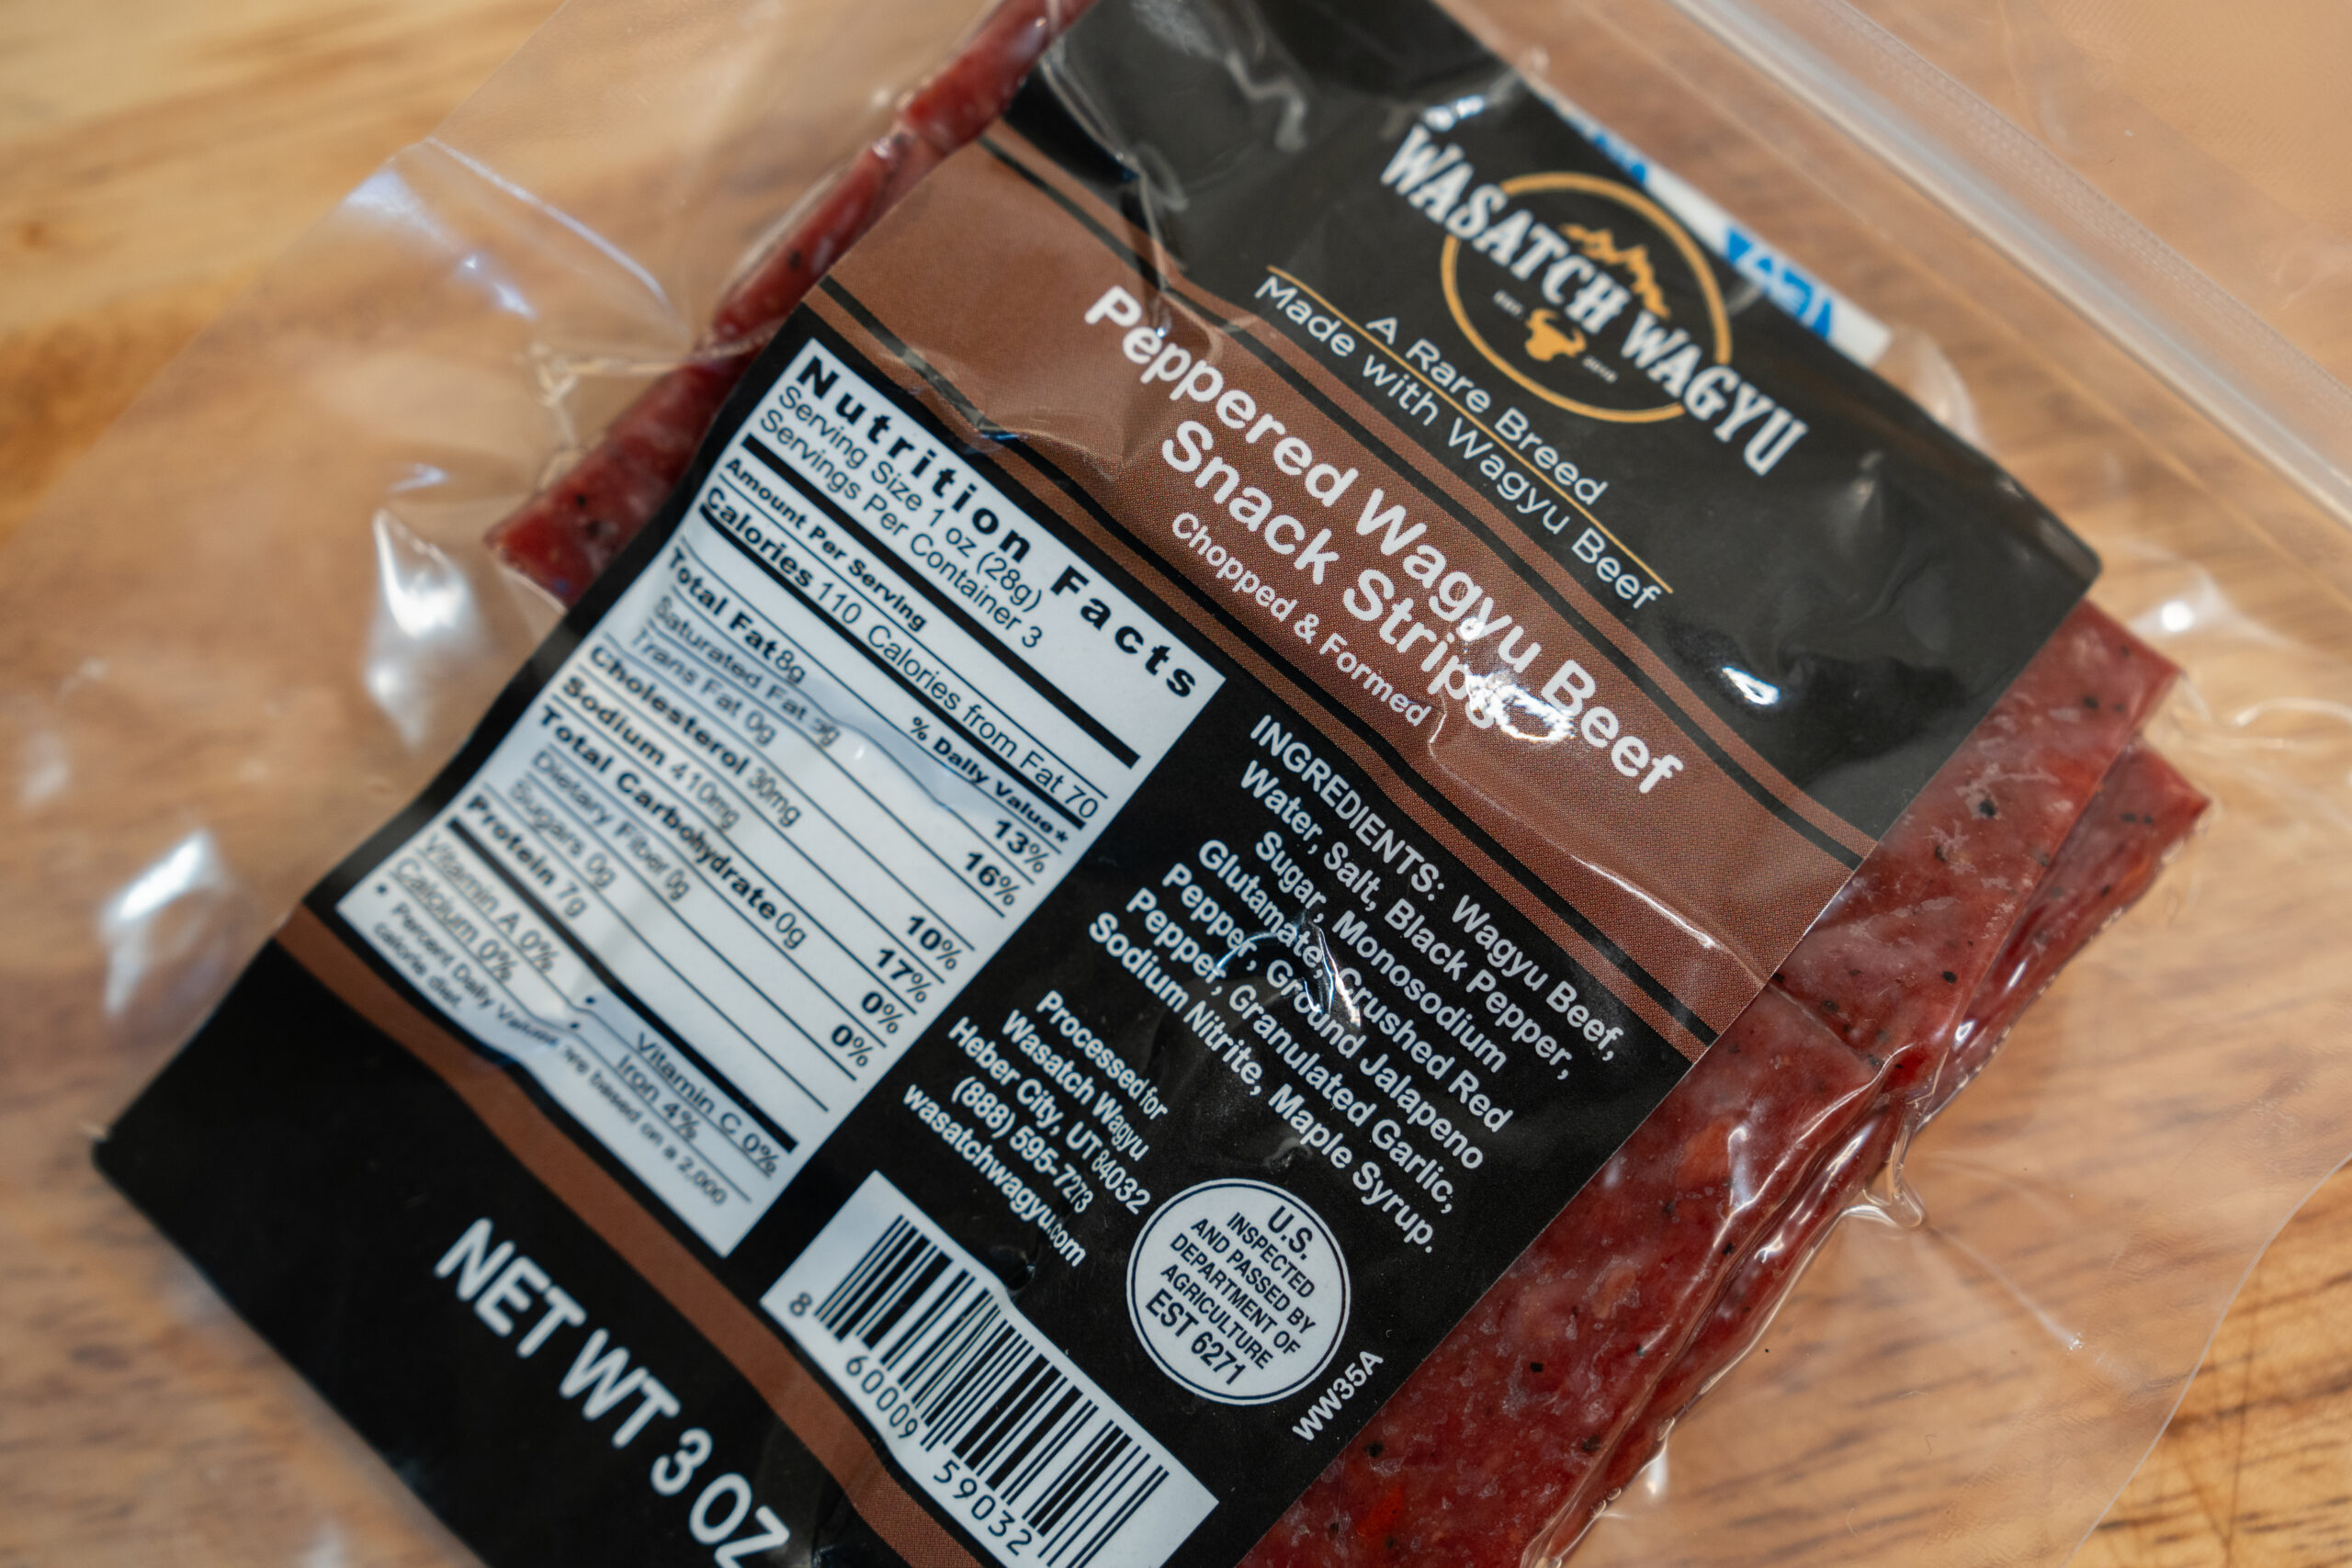 WASATCH WAGYU
A Rare Breed
Made with Wagyu Beef
Peppered Wagyu Beef
Snack Strips
Chopped & Formed
Nutrition Facts
Serving Size 1 oz (28g)
Servings Per Container 3
Amount Per Serving
Calories 110 Calories from Fat 70
% Daily Value*
Total Fat 8g 13%
Saturated Fat 3g 16%
Trans Fat 0g
Cholesterol 30mg 10%
Sodium 410mg 17%
Total Carbohydrate 0g 0%
Dietary Fiber 0g 0%
Sugars 0g
Protein 7g
Vitamin A 0% • Vitamin C 0%
Calcium 0% • Iron 4%
* Percent Daily Values are based on a 2,000
calorie diet.
INGREDIENTS: Wagyu Beef,
Water, Salt, Black Pepper,
Sugar, Monosodium
Glutamate, Crushed Red
Pepper, Ground Jalapeno
Pepper, Granulated Garlic,
Sodium Nitrite, Maple Syrup.
Processed for
Wasatch Wagyu
Heber City, UT 84032
(888) 595-7273
wasatchwagyu.com
U.S.
INSPECTED
AND PASSED BY
DEPARTMENT OF
AGRICULTURE
EST 6271
WW35A
8 60009 59032
NET WT 3 OZ